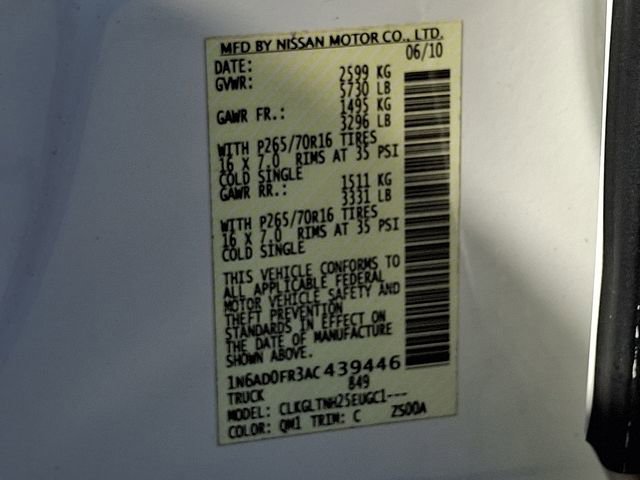 MFD BY NISSAN MOTOR CO., LTD.
DATE: 06/10
GVWR: 2599 KG
5730 LB
GAWR FR.: 1495 KG
3296 LB
WITH P265/70R16 TIRES
16 X 7.0 RIMS AT 35 PSI
COLD SINGLE
GAWR RR.: 1511 KG
3331 LB
WITH P265/70R16 TIRES
16 X 7.0 RIMS AT 35 PSI
COLD SINGLE
THIS VEHICLE CONFORMS TO
ALL APPLICABLE FEDERAL
MOTOR VEHICLE SAFETY AND
THEFT PREVENTION
STANDARDS IN EFFECT ON
THE DATE OF MANUFACTURE
SHOWN ABOVE.
1N6AD0FR3AC439446
TRUCK 849
MODEL: CLKGLTNH25EUGC1---
COLOR: QM1 TRIM: C ZS00A